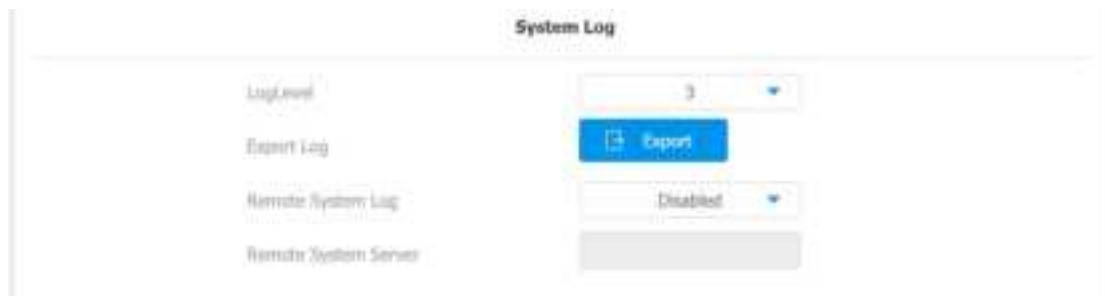 System Log
LogLevel 3
Export Log Export
Remote System Log Disabled
Remote System Server